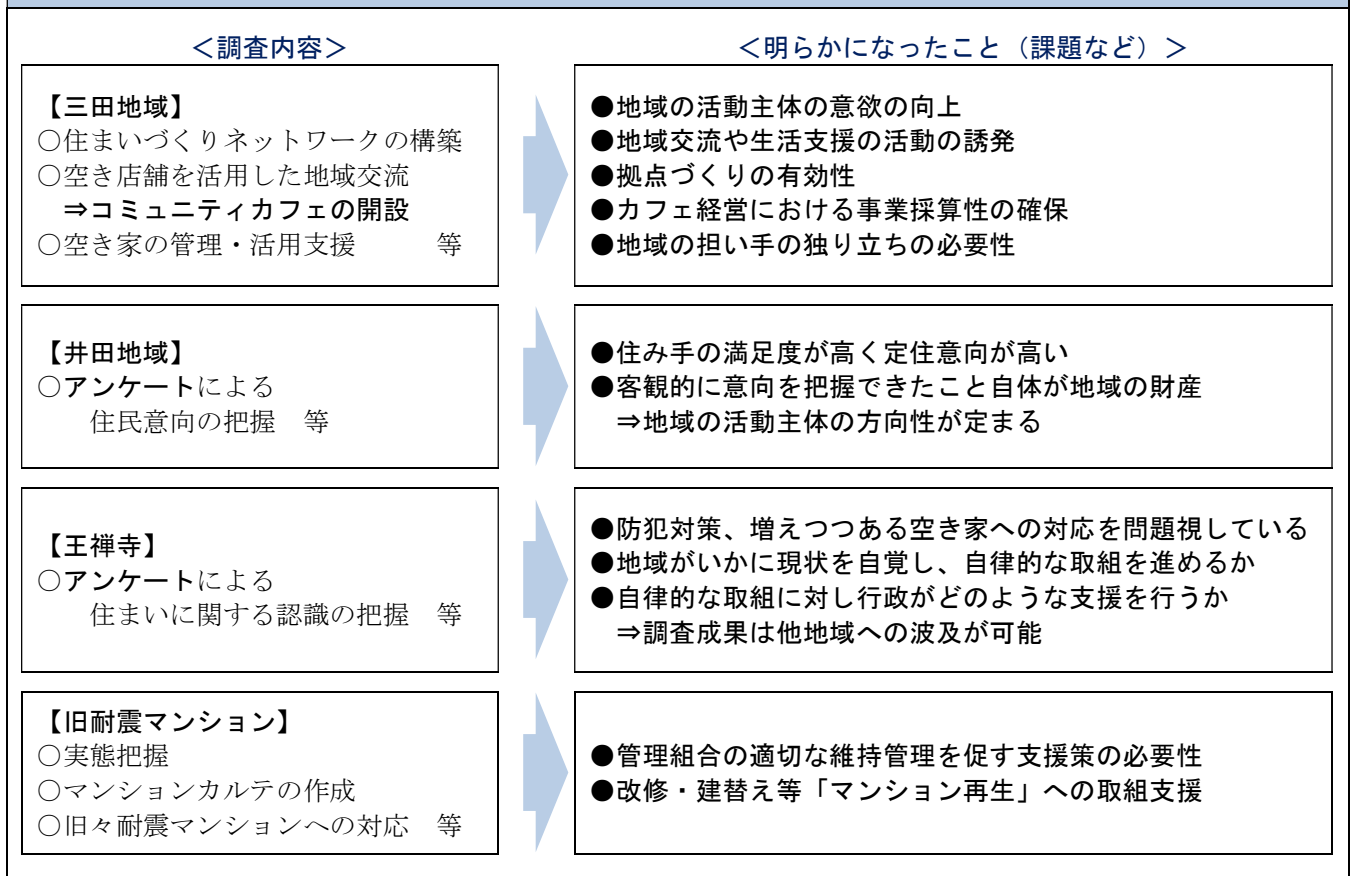 ＜調査内容＞
＜明らかになったこと（課題など）＞
【三田地域】
○住まいづくりネットワークの構築
○空き店舗を活用した地域交流
⇒コミュニティカフェの開設
○空き家の管理・活用支援　　　等
●地域の活動主体の意欲の向上
●地域交流や生活支援の活動の誘発
●拠点づくりの有効性
●カフェ経営における事業採算性の確保
●地域の担い手の独り立ちの必要性
【井田地域】
○アンケートによる
住民意向の把握　等
●住み手の満足度が高く定住意向が高い
●客観的に意向を把握できたこと自体が地域の財産
⇒地域の活動主体の方向性が定まる
【王禅寺】
○アンケートによる
住まいに関する認識の把握　等
●防犯対策、増えつつある空き家への対応を問題視している
●地域がいかに現状を自覚し、自律的な取組を進めるか
●自律的な取組に対し行政がどのような支援を行うか
⇒調査成果は他地域への波及が可能
【旧耐震マンション】
○実態把握
○マンションカルテの作成
○旧々耐震マンションへの対応　等
●管理組合の適切な維持管理を促す支援策の必要性
●改修・建替え等「マンション再生」への取組支援